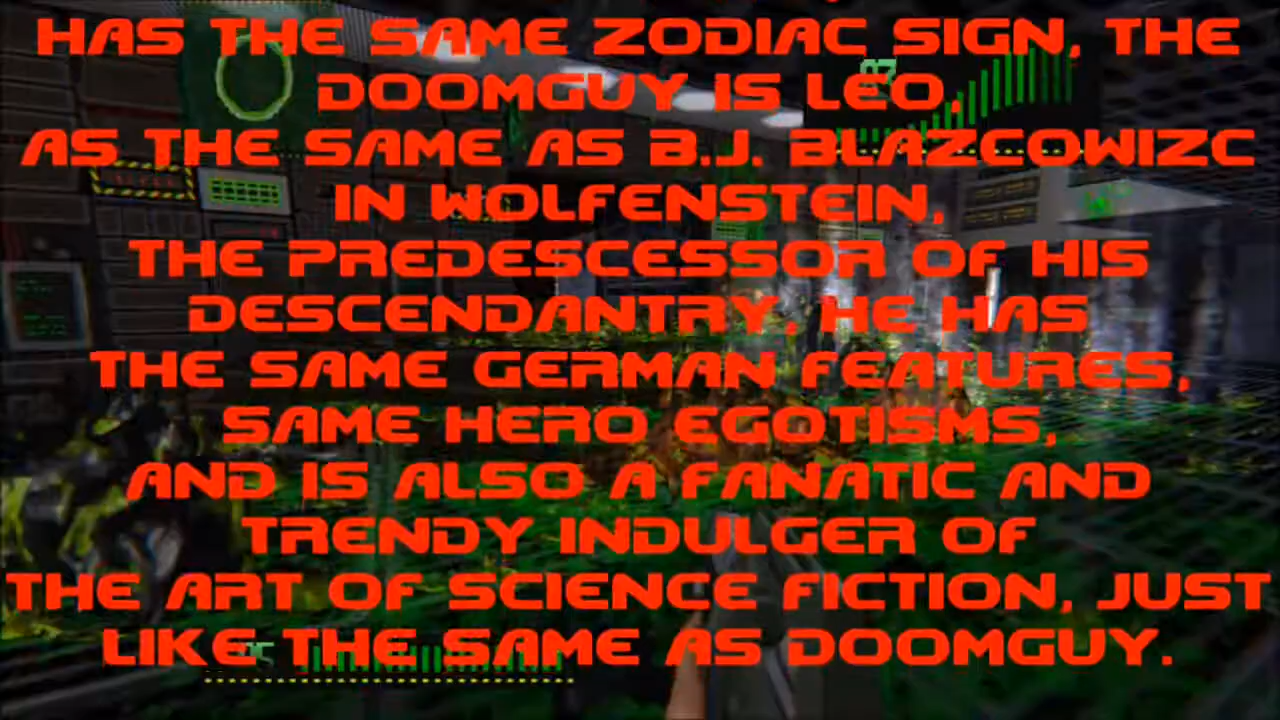 HAS THE SAME ZODIAC SIGN, THE
DOOMGUY IS LEO,
AS THE SAME AS B.J. BLAZCOWIZC
IN WOLFENSTEIN,
THE PREDESCESSOR OF HIS
DESCENDANTRY, HE HAS
THE SAME GERMAN FEATURES,
SAME HERO EGOTISMS,
AND IS ALSO A FANATIC AND
TRENDY INDULGER OF
THE ART OF SCIENCE FICTION, JUST
LIKE THE SAME AS DOOMGUY.